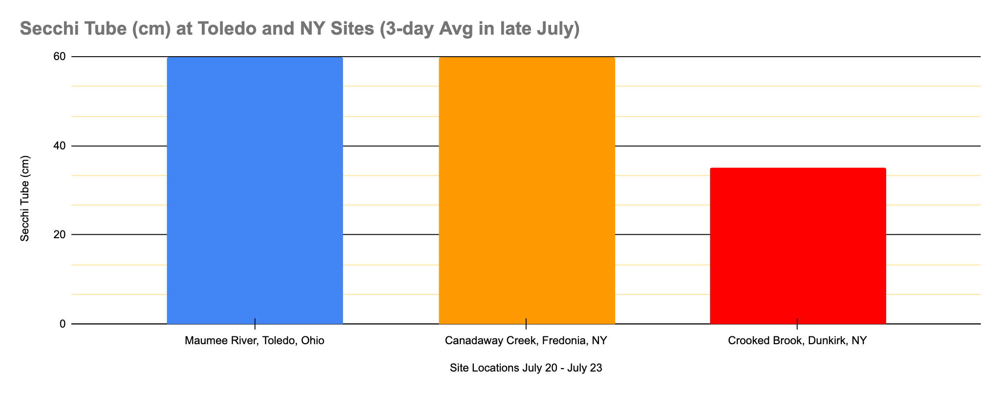 Secchi Tube (cm) at Toledo and NY Sites (3-day Avg in late July)
60
40
20
0
Secchi Tube (cm)
Maumee River, Toledo, Ohio
Canadaway Creek, Fredonia, NY
Crooked Brook, Dunkirk, NY
Site Locations July 20 - July 23